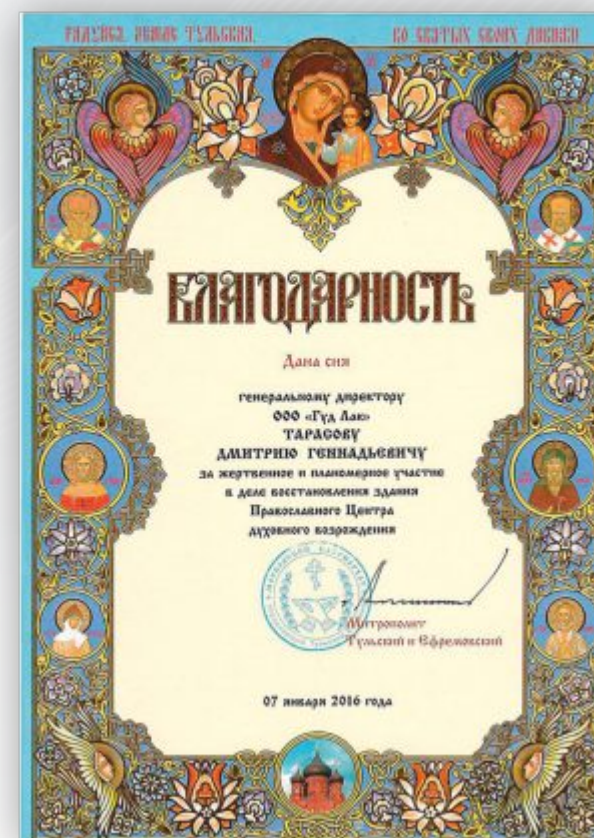 РАДУЙСЯ, ЗЕМЛЕ ТУЛЬСКАЯ,
ВО СВЯТЫХ СВОИХ
БЛАГОДАРНОСТЬ
Дана сия
генеральному директору
ООО «Гуд Лак»
ТАРАСОВУ
ДМИТРИЮ ГЕННАДЬЕВИЧУ
за жертвенное и планомерное участие
в деле восстановления здания
Православного Центра
духовного возрождения
Митрополит
Тульский и Ефремовский
07 января 2016 года